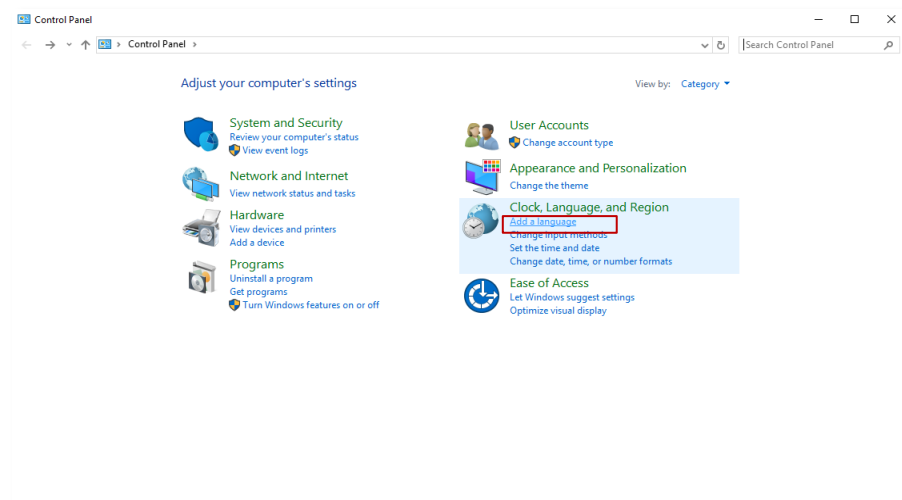 Control Panel
Control Panel
Search Control Panel
Adjust your computer's settings
View by: Category
System and Security
Review your computer's status
View event logs
Network and Internet
View network status and tasks
Hardware
View devices and printers
Add a device
Programs
Uninstall a program
Get programs
Turn Windows features on or off
User Accounts
Change account type
Appearance and Personalization
Change the theme
Clock, Language, and Region
Add a language
Change input methods
Set the time and date
Change date, time, or number formats
Ease of Access
Let Windows suggest settings
Optimize visual display